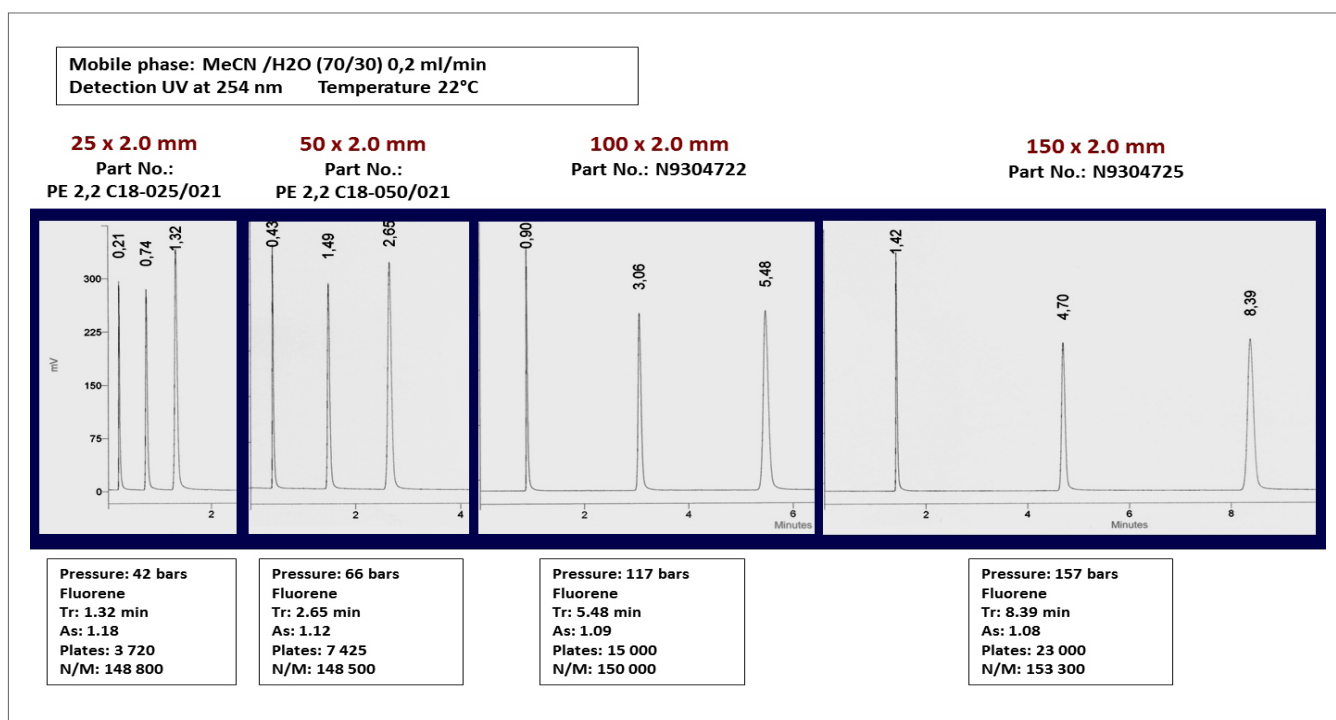 Mobile phase: MeCN /H2O (70/30) 0,2 ml/min
Detection UV at 254 nm Temperature 22°C
25 x 2.0 mm
Part No.:
PE 2,2 C18-025/021
50 x 2.0 mm
Part No.:
PE 2,2 C18-050/021
100 x 2.0 mm
Part No.: N9304722
150 x 2.0 mm
Part No.: N9304725
0,21
0,74
1,32
300
225
150
75
0
mV
2
0,43
1,49
2,65
2
4
0,90
3,06
5,48
2
4
6
Minutes
1,42
4,70
8,39
2
4
6
8
Minutes
Pressure: 42 bars
Fluorene
Tr: 1.32 min
As: 1.18
Plates: 3 720
N/M: 148 800
Pressure: 66 bars
Fluorene
Tr: 2.65 min
As: 1.12
Plates: 7 425
N/M: 148 500
Pressure: 117 bars
Fluorene
Tr: 5.48 min
As: 1.09
Plates: 15 000
N/M: 150 000
Pressure: 157 bars
Fluorene
Tr: 8.39 min
As: 1.08
Plates: 23 000
N/M: 153 300